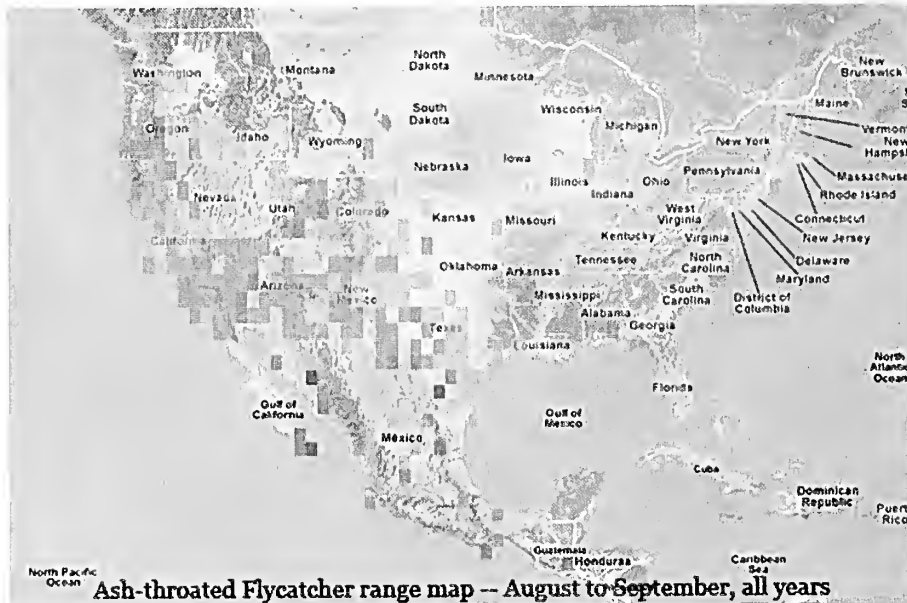 North
Dakota
New
Brunswick
Washington
Montana
Minnesota
Maine
South
Dakota
Wisconsin
Vermont
Oregon
Idaho
Wyoming
Michigan
New York
New
Hampsh
Massachuse
Nebraska
Iowa
Pennsylvania
Illinois
Ohio
Indiana
Rhode Island
Nevada
Utah
Colorado
Kansas
Missouri
West
Virginia
Connecticut
New Jersey
California
Kentucky
Virginia
Delaware
Oklahoma
Arkansas
Tennessee
North
Carolina
Maryland
Arizona
New
Mexico
Mississippi
South
Carolina
District of
Columbia
Alabama
Texas
Georgia
Louisiana
North
Atlantic
Ocean
Florida
Gulf of
California
Gulf of
Mexico
México
Cuba
Dominican
Republic
Puert
Rico
Guatemala
Honduras
Caribbean
Sea
North Pacific
Ocean
Ash-throated Flycatcher range map -- August to September, all years